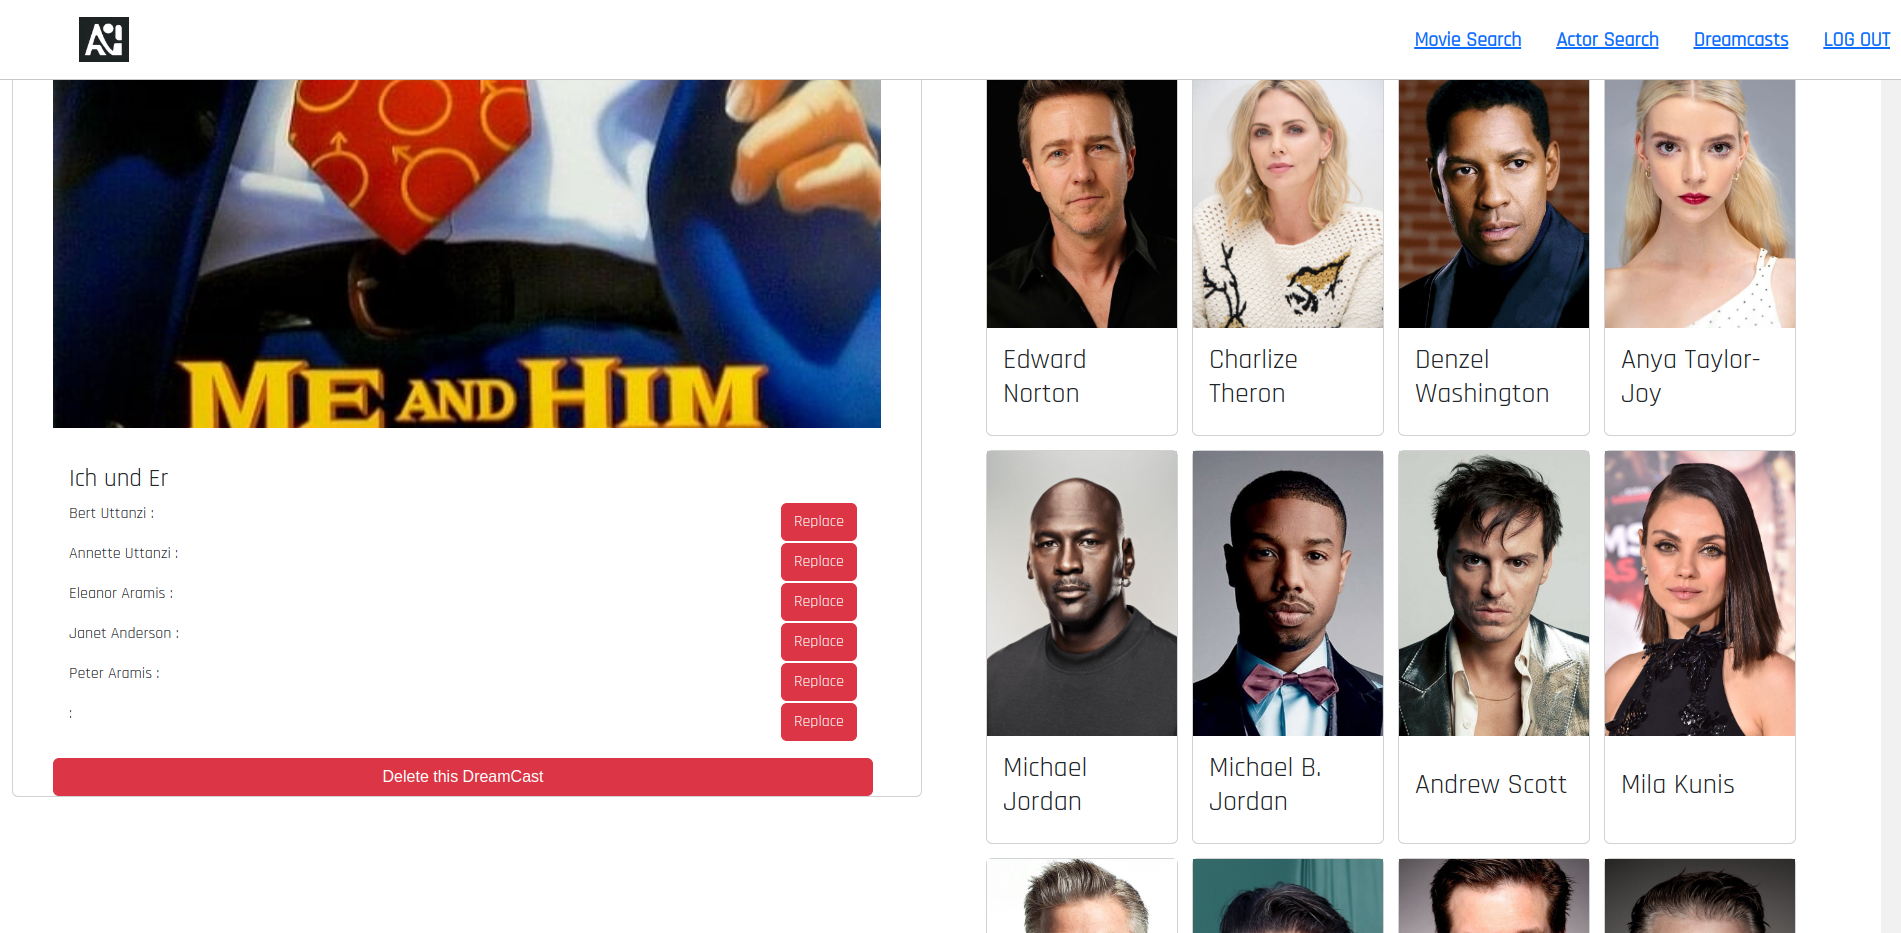 Movie Search
Actor Search
Dreamcasts
LOG OUT
ME AND HIM
Ich und Er
Bert Uttanzi :
Replace
Annette Uttanzi :
Replace
Eleanor Aramis :
Replace
Janet Anderson :
Replace
Peter Aramis :
Replace
:
Replace
Delete this DreamCast
Edward
Norton
Charlize
Theron
Denzel
Washington
Anya Taylor-
Joy
Michael
Jordan
Michael B.
Jordan
Andrew Scott
Mila Kunis